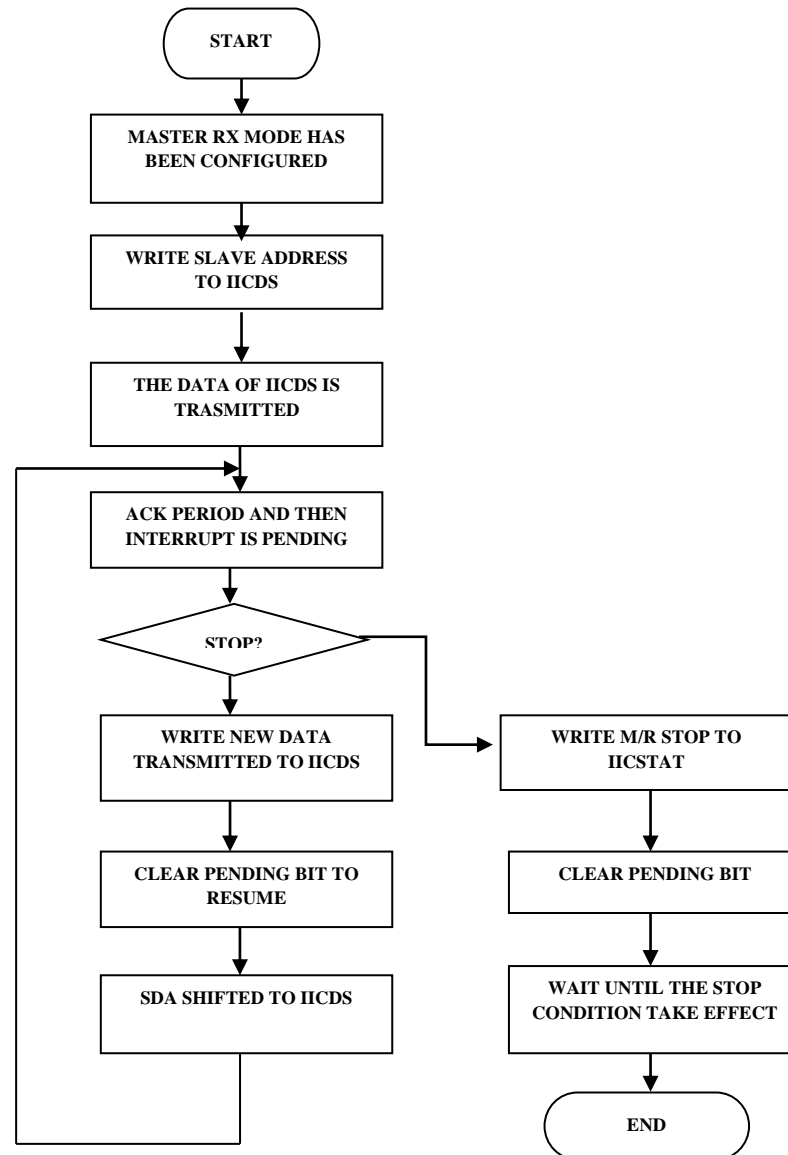 START
MASTER RX MODE HAS
BEEN CONFIGURED
WRITE SLAVE ADDRESS
TO IICDS
THE DATA OF IICDS IS
TRASMITTED
ACK PERIOD AND THEN
INTERRUPT IS PENDING
STOP?
WRITE NEW DATA
TRANSMITTED TO IICDS
CLEAR PENDING BIT TO
RESUME
SDA SHIFTED TO IICDS
WRITE M/R STOP TO
IICSTAT
CLEAR PENDING BIT
WAIT UNTIL THE STOP
CONDITION TAKE EFFECT
END